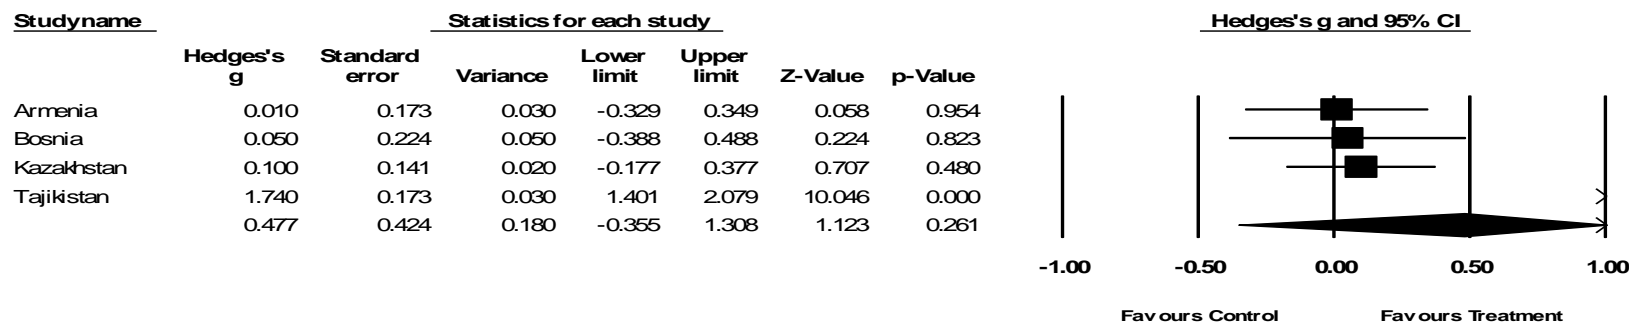 Studyname Statistics for each study Hedges's g and 95% CI
Hedges's Standard Lower Upper
g error Variance limit limit Z-Value p-Value
Armenia 0.010 0.173 0.030 -0.329 0.349 0.058 0.954
Bosnia 0.050 0.224 0.050 -0.388 0.488 0.224 0.823
Kazakhstan 0.100 0.141 0.020 -0.177 0.377 0.707 0.480
Tajikistan 1.740 0.173 0.030 1.401 2.079 10.046 0.000
0.477 0.424 0.180 -0.355 1.308 1.123 0.261
-1.00 -0.50 0.00 0.50 1.00
Favours Control Favours Treatment